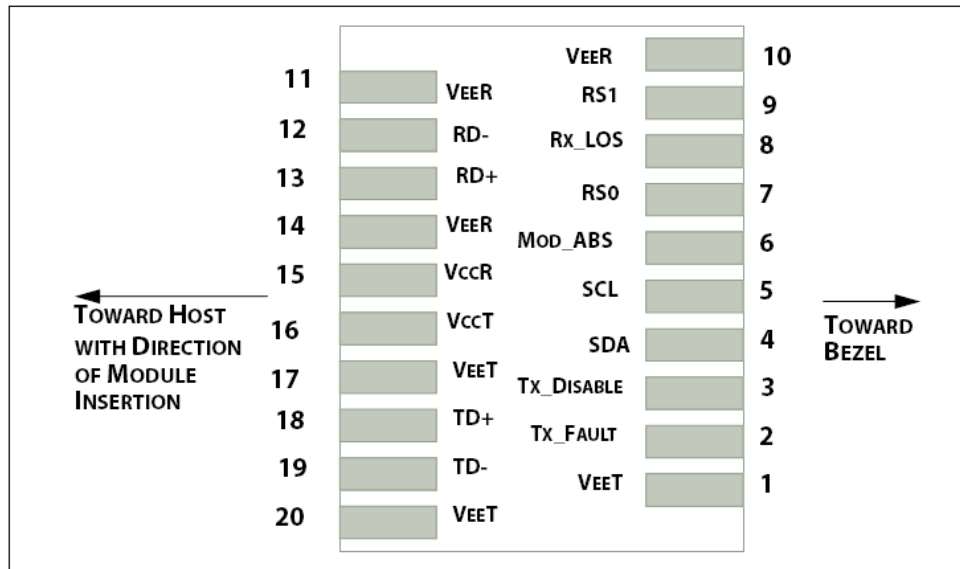 11 VEER
12 RD-
13 RD+
14 VEER
15 VCCR
16 VCCT
17 VEET
18 TD+
19 TD-
20 VEET
VEER 10
RS1 9
RX_LOS 8
RS0 7
MOD_ABS 6
SCL 5
SDA 4
TX_DISABLE 3
TX_FAULT 2
VEET 1
TOWARD HOST
WITH DIRECTION
OF MODULE
INSERTION
TOWARD
BEZEL